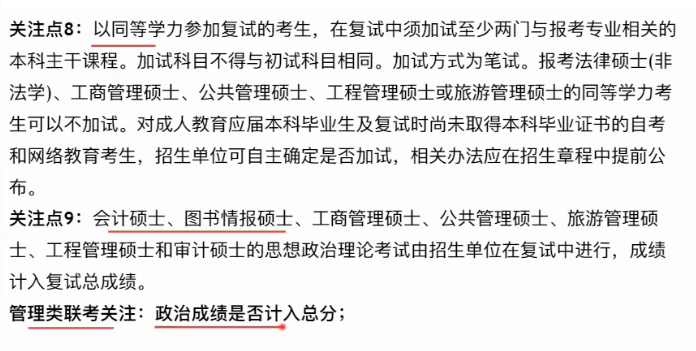 关注点8：以同等学力参加复试的考生，在复试中须加试至少两门与报考专业相关的
本科主干课程。加试科目不得与初试科目相同。加试方式为笔试。报考法律硕士(非
法学)、工商管理硕士、公共管理硕士、工程管理硕士或旅游管理硕士的同等学力考
生可以不加试。对成人教育应届本科毕业生及复试时尚未取得本科毕业证书的自考
和网络教育考生，招生单位可自主确定是否加试，相关办法应在招生章程中提前公
布。
关注点9：会计硕士、图书情报硕士、工商管理硕士、公共管理硕士、旅游管理硕
士、工程管理硕士和审计硕士的思想政治理论考试由招生单位在复试中进行，成绩
计入复试总成绩。
管理类联考关注：政治成绩是否计入总分；